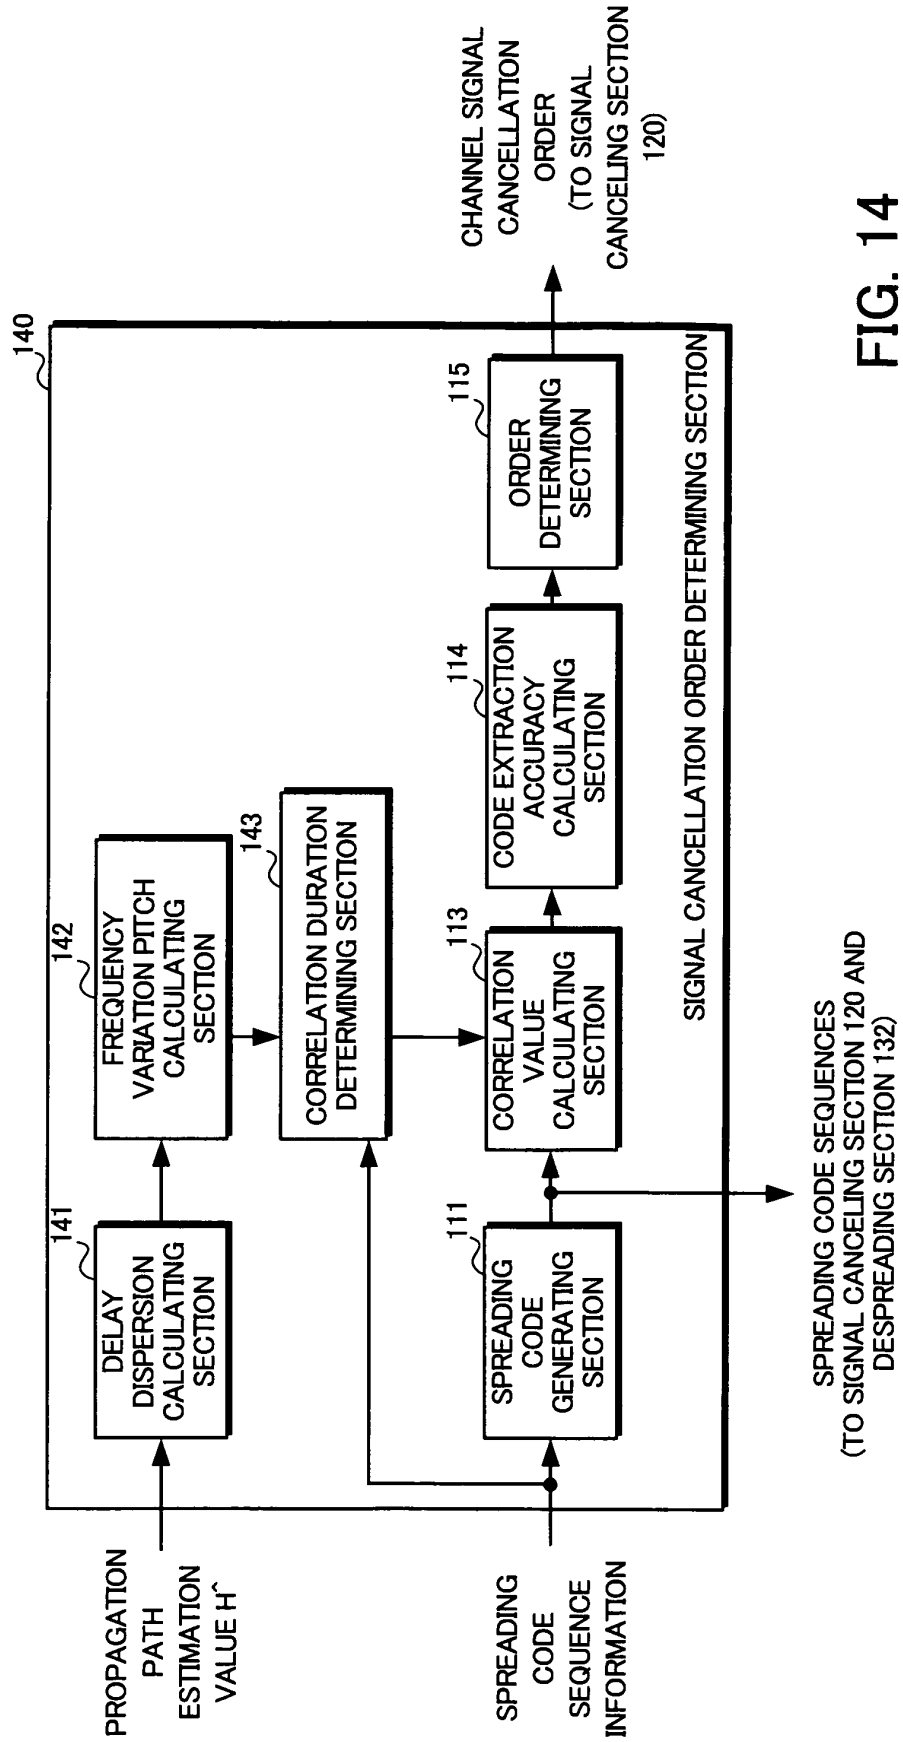 140
PROPAGATION
PATH
ESTIMATION
VALUE Ĥ
141
DELAY
DISPERSION
CALCULATING
SECTION
142
FREQUENCY
VARIATION PITCH
CALCULATING
SECTION
143
CORRELATION DURATION
DETERMINING SECTION
SPREADING
CODE
SEQUENCE
INFORMATION
111
SPREADING
CODE
GENERATING
SECTION
113
CORRELATION
VALUE
CALCULATING
SECTION
114
CODE EXTRACTION
ACCURACY
CALCULATING
SECTION
115
ORDER
DETERMINING
SECTION
CHANNEL SIGNAL
CANCELLATION
ORDER
(TO SIGNAL
CANCELING SECTION
120)
SIGNAL CANCELLATION ORDER DETERMINING SECTION
SPREADING CODE SEQUENCES
(TO SIGNAL CANCELING SECTION 120 AND
DESPREADING SECTION 132)
FIG. 14